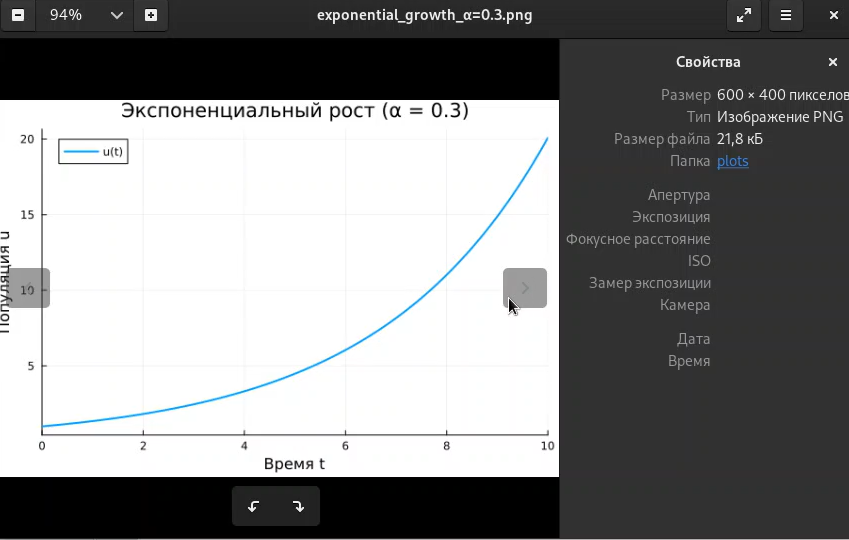 94%
exponential_growth_α=0.3.png
Свойства
Размер 600 × 400 пикселов
Тип Изображение PNG
Размер файла 21,8 кБ
Папка plots
Апертура
Экспозиция
Фокусное расстояние
ISO
Замер экспозиции
Камера
Дата
Время
Экспоненциальный рост (α = 0.3)
u(t)
Популяция u
20
15
10
5
0 2 4 6 8 10
Время t